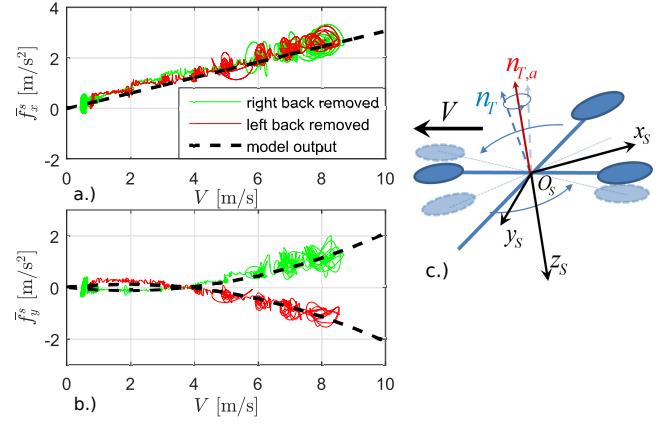 4
2
0
2
f̄ₓˢ [m/s²]
right back removed
left back removed
model output
0
2
4
6
8
10
a.)
V [m/s]
2
0
-2
f̄ᵧˢ [m/s²]
0
2
4
6
8
10
b.)
V [m/s]
n_{T,a}
n_T
V
x_S
O_S
y_S
z_S
c.)